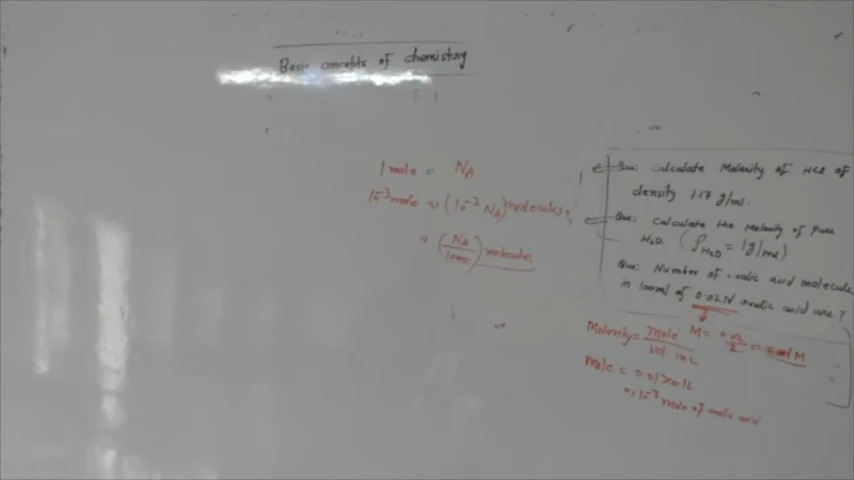 Basic concepts of chemistry
1 mole = NA
10⁻³ mole = (10⁻³ NA) molecules
= (NA/1000) molecules
Que: Calculate Molarity of HCl of
density 1.17 g/ml.
Que: Calculate the Molarity of Pure
H₂O. (ρH₂O = 1g/ml)
Que: Number of oxalic acid molecules
in 100ml of 0.02N oxalic acid are?
Molarity = mole/Vol. in L M = 0.02/2 = 0.01 M
mole = 0.01×0.1
= 10⁻³ mole of oxalic acid